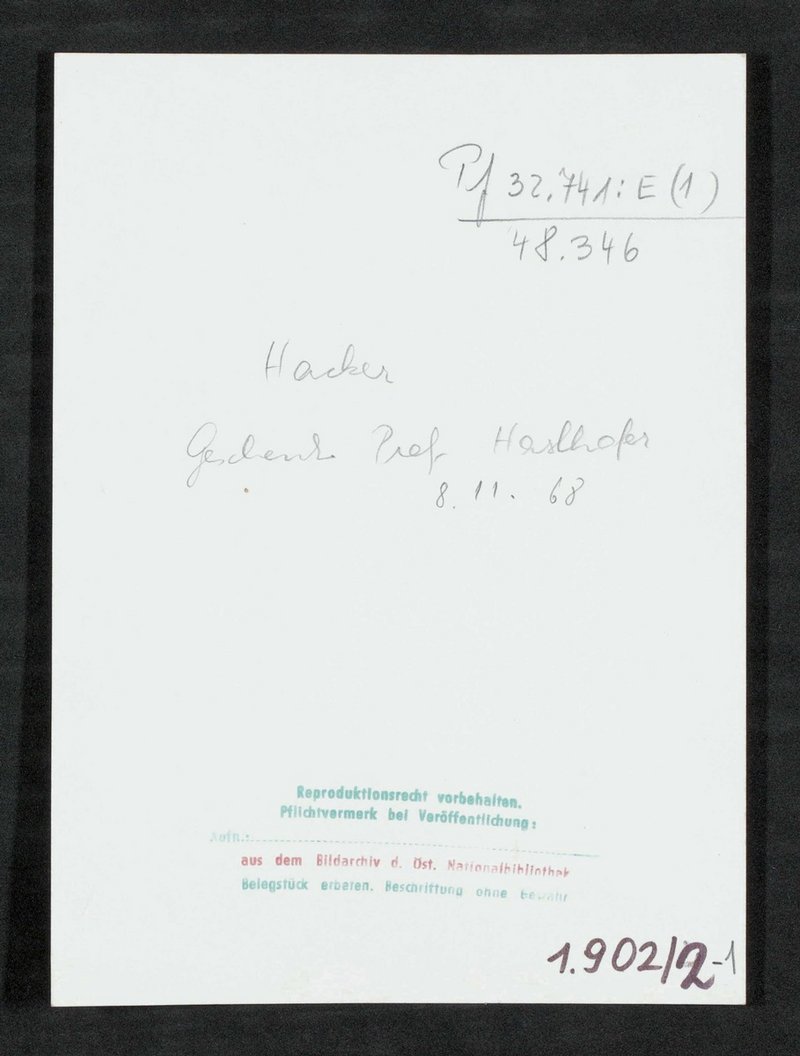 Pf 32.741: E (1)
48.346
Hacker
Geschenk Prof. Haslhofer
8. 11. 68
Reproduktionsrecht vorbehalten.
Pflichtvermerk bei Veröffentlichung:
Aufn.:
aus dem Bildarchiv d. Öst. Nationalbibliothek
Belegstück erbeten. Beschriftung ohne Gewähr
1.902/2-1